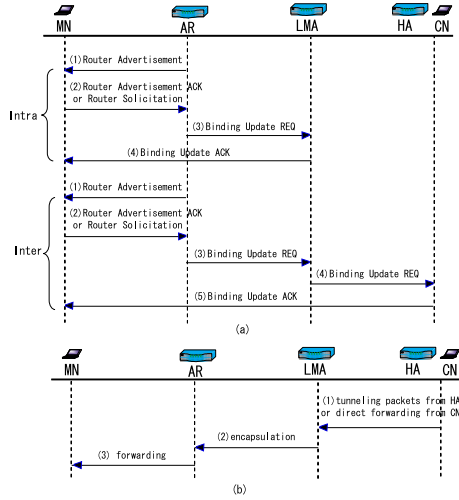 MN AR LMA HA CN
(1)Router Advertisement
(2)Router Advertisement ACK
or Router Solicitation
Intra
(3)Binding Update REQ
(4)Binding Update ACK
(1)Router Advertisement
(2)Router Advertisement ACK
or Router Solicitation
Inter
(3)Binding Update REQ
(4)Binding Update REQ
(5)Binding Update ACK
(a)
MN AR LMA HA CN
(1)tunneling packets from HA
or direct forwarding from CN
(2)encapsulation
(3) forwarding
(b)